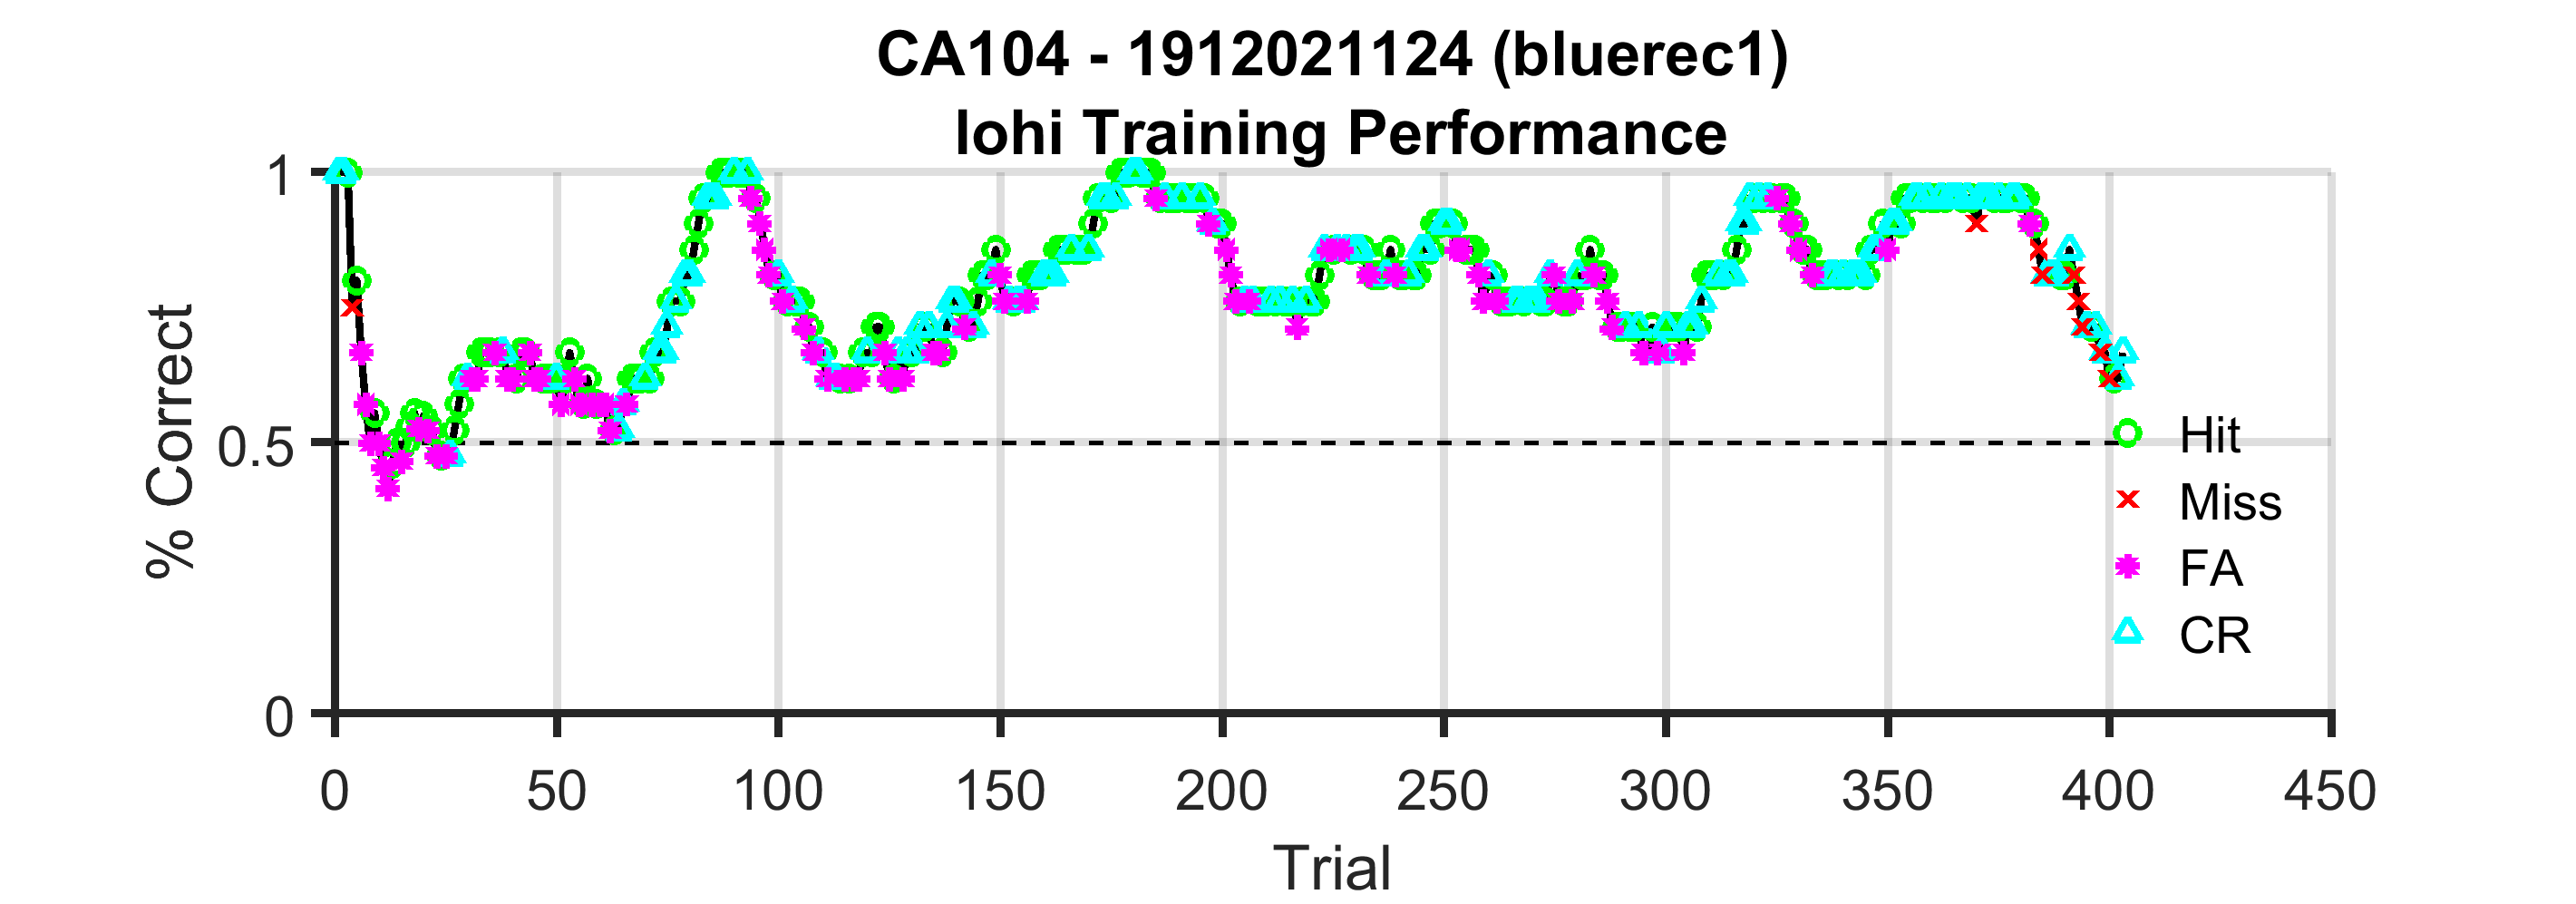 CA104 - 1912021124 (bluerec1)
lohi Training Performance
1
0.5
0
% Correct
0 50 100 150 200 250 300 350 400 450
Trial
Hit
Miss
FA
CR